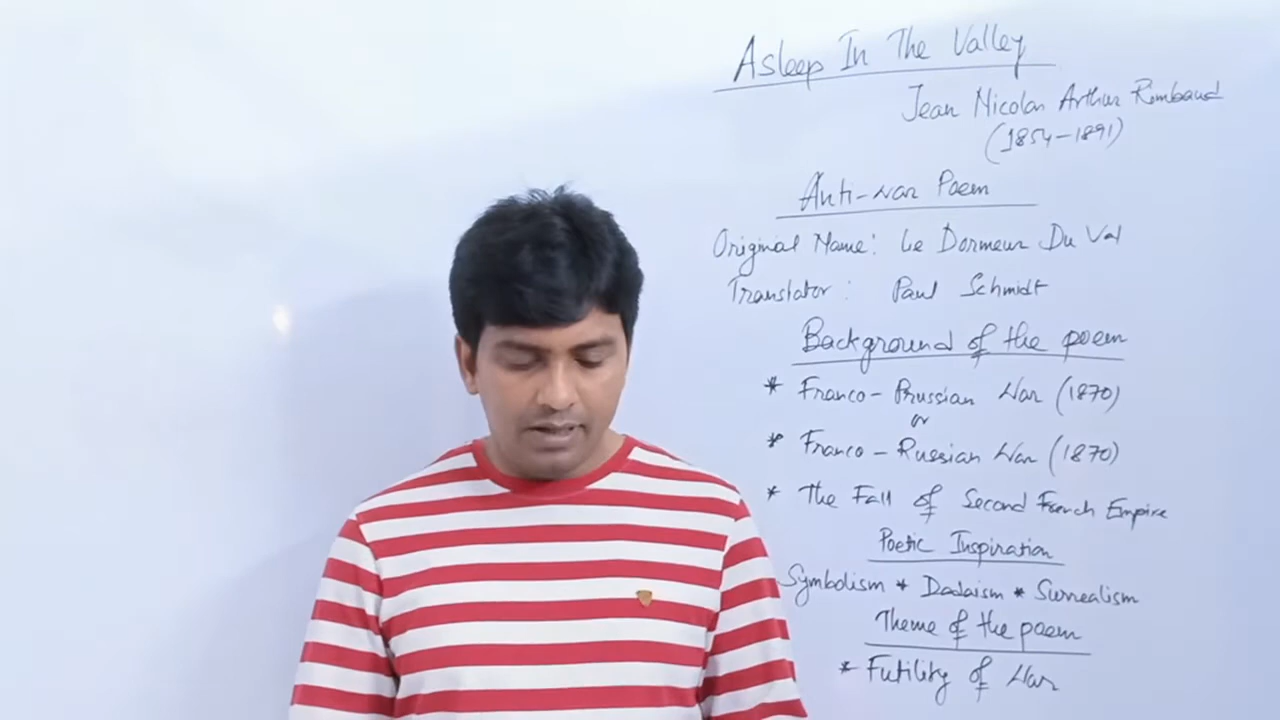 Asleep In The Valley
Jean Nicolas Arthur Rimbaud
(1854-1891)
Anti-war Poem
Original Name: Le Dormeur Du Val
Translator: Paul Schmidt
Background of the poem
* Franco-Prussian War (1870)
or
* Franco-Russian War (1870)
* The Fall of Second French Empire
Poetic Inspiration
Symbolism * Dadaism * Surrealism
Theme of the poem
* Futility of War